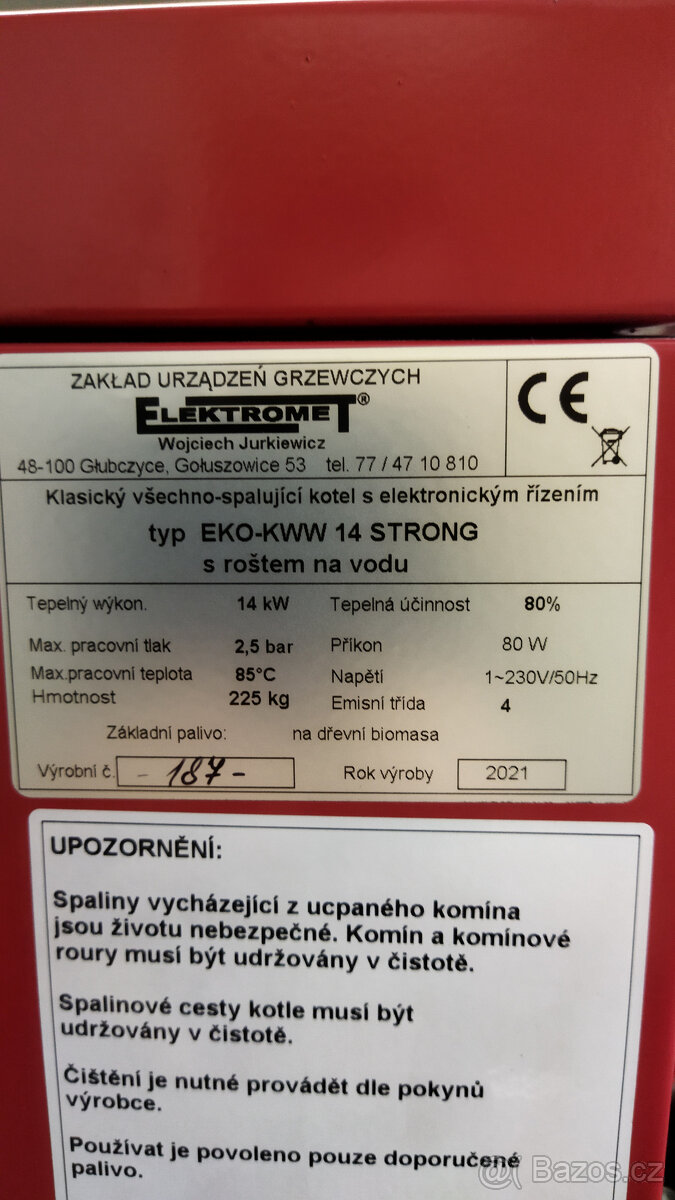 ZAKŁAD URZĄDZEŃ GRZEWCZYCH
ELEKTROMET®
Wojciech Jurkiewicz
48-100 Głubczyce, Gołuszowice 53 tel. 77 / 47 10 810
CE
Klasický všechno-spalující kotel s elektronickým řízením
typ EKO-KWW 14 STRONG
s roštem na vodu
Tepelný wýkon. 14 kW Tepelná účinnost 80%
Max. pracovní tlak 2,5 bar Příkon 80 W
Max.pracovní teplota 85°C Napětí 1~230V/50Hz
Hmotnost 225 kg Emisní třída 4
Základní palivo: na dřevní biomasa
Výrobní č. - 187 - Rok výroby 2021
UPOZORNĚNÍ:
Spaliny vycházející z ucpaného komína
jsou životu nebezpečné. Komín a komínové
roury musí být udržovány v čistotě.
Spalinové cesty kotle musí být
udržovány v čistotě.
Čištění je nutné provádět dle pokynů
výrobce.
Používat je povoleno pouze doporučené
palivo.
Bazos.cz